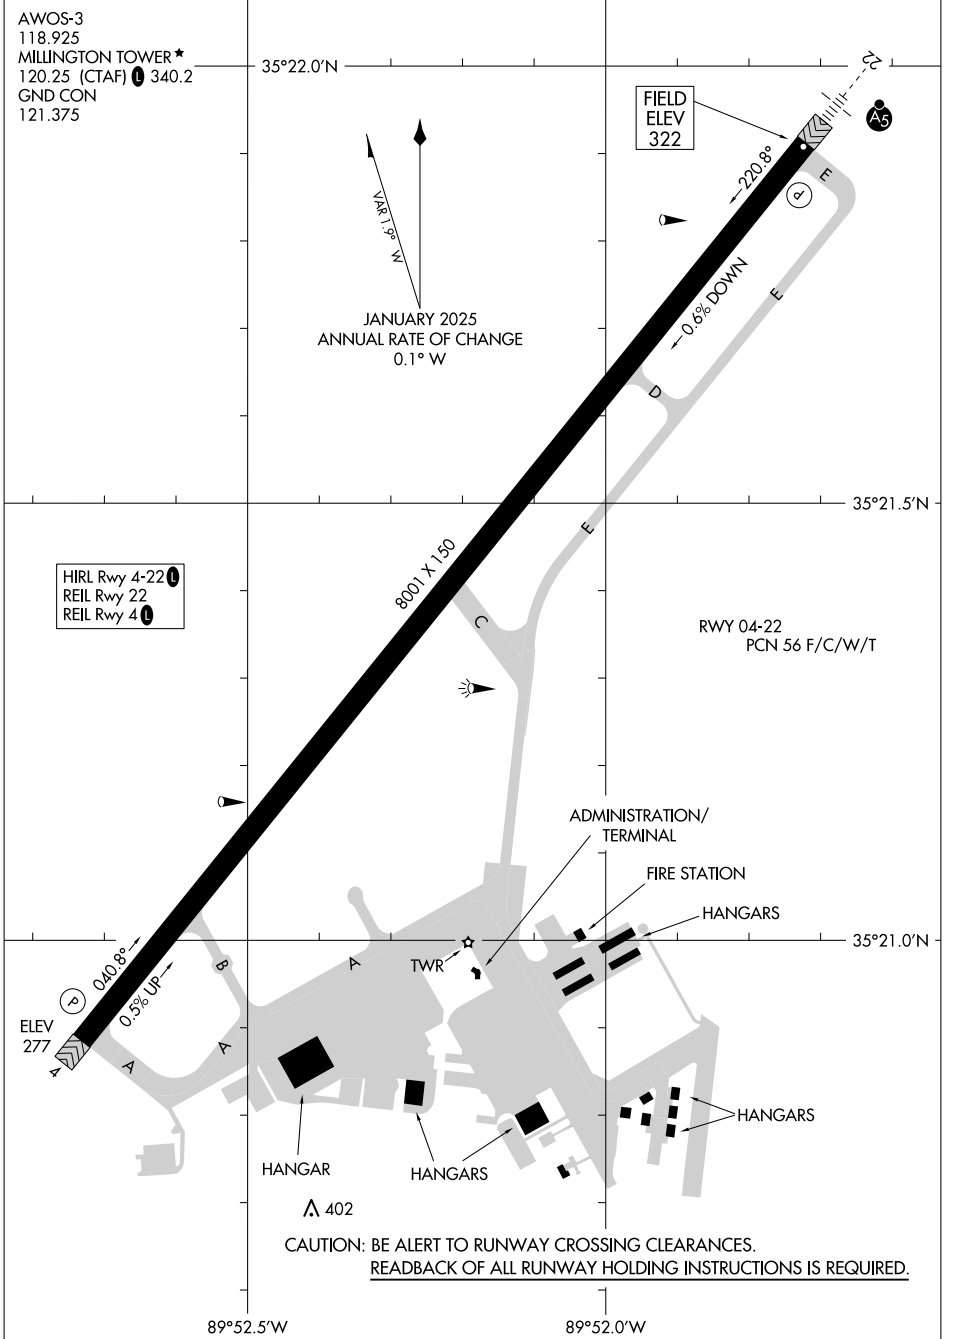 AWOS-3
118.925
MILLINGTON TOWER★
120.25 (CTAF) L 340.2
GND CON
121.375
35°22.0'N
22
FIELD
ELEV
322
A5
220.8°
E
P
VAR 1.9° W
0.6% DOWN
E
JANUARY 2025
ANNUAL RATE OF CHANGE
0.1° W
D
35°21.5'N
E
8001 X 150
HIRL Rwy 4-22 L
REIL Rwy 22
REIL Rwy 4 L
C
RWY 04-22
PCN 56 F/C/W/T
ADMINISTRATION/
TERMINAL
FIRE STATION
HANGARS
35°21.0'N
040.8°
0.5% UP
B
A
TWR
P
ELEV
277
4
A
A
HANGAR
HANGARS
HANGARS
402
CAUTION: BE ALERT TO RUNWAY CROSSING CLEARANCES.
READBACK OF ALL RUNWAY HOLDING INSTRUCTIONS IS REQUIRED.
89°52.5'W
89°52.0'W